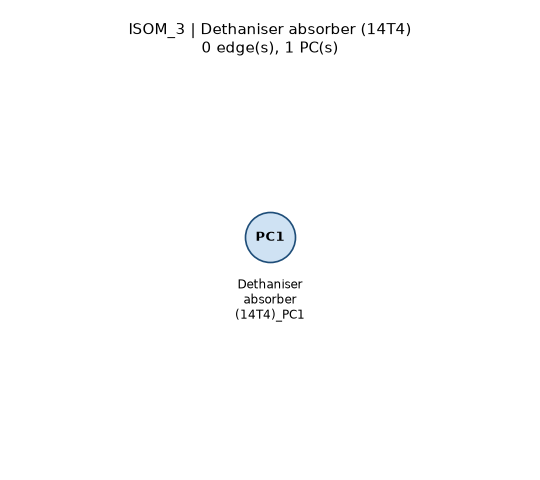 ISOM_3 | Dethaniser absorber (14T4)
0 edge(s), 1 PC(s)
PC1
Dethaniser
absorber
(14T4)_PC1